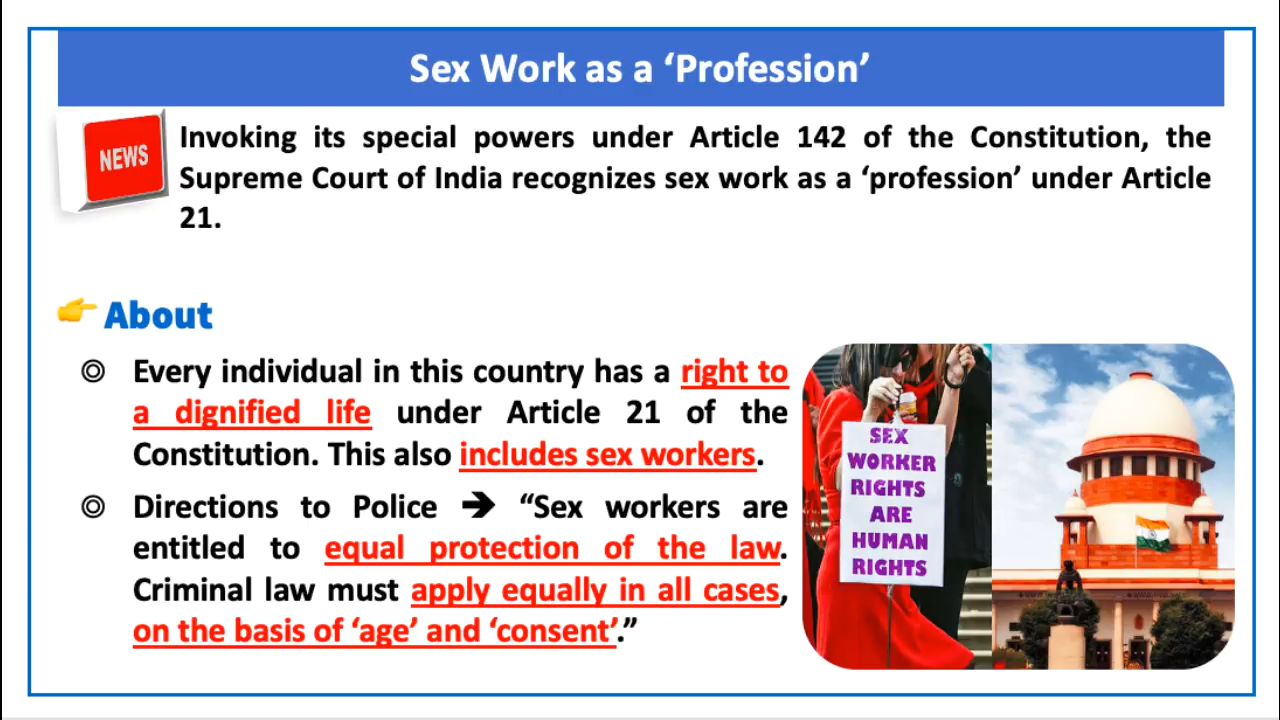 Sex Work as a ‘Profession’
NEWS
Invoking its special powers under Article 142 of the Constitution, the
Supreme Court of India recognizes sex work as a ‘profession’ under Article
21.
👉 About
◎ Every individual in this country has a right to
a dignified life under Article 21 of the
Constitution. This also includes sex workers.
◎ Directions to Police ➔ “Sex workers are
entitled to equal protection of the law.
Criminal law must apply equally in all cases,
on the basis of ‘age’ and ‘consent’.”
SEX
WORKER
RIGHTS
ARE
HUMAN
RIGHTS